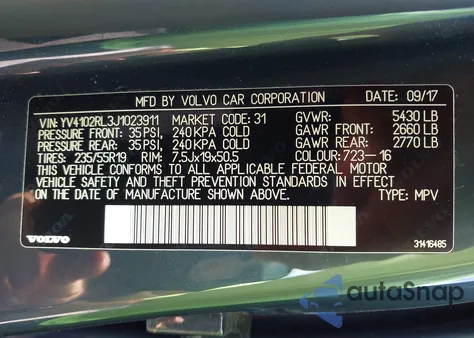 MFD BY VOLVO CAR CORPORATION DATE: 09/17
VIN: YV4102RL3J1023911 MARKET CODE: 31 GVWR: 5430 LB
PRESSURE FRONT: 35 PSI, 240 KPA COLD GAWR FRONT: 2660 LB
PRESSURE REAR: 35 PSI, 240 KPA COLD GAWR REAR: 2770 LB
TIRES: 235/55R19 RIM: 7.5Jx19x50.5 COLOUR: 723-16
THIS VEHICLE CONFORMS TO ALL APPLICABLE FEDERAL MOTOR
VEHICLE SAFETY AND THEFT PREVENTION STANDARDS IN EFFECT
ON THE DATE OF MANUFACTURE SHOWN ABOVE. TYPE: MPV
VOLVO 31416485
autoSnap